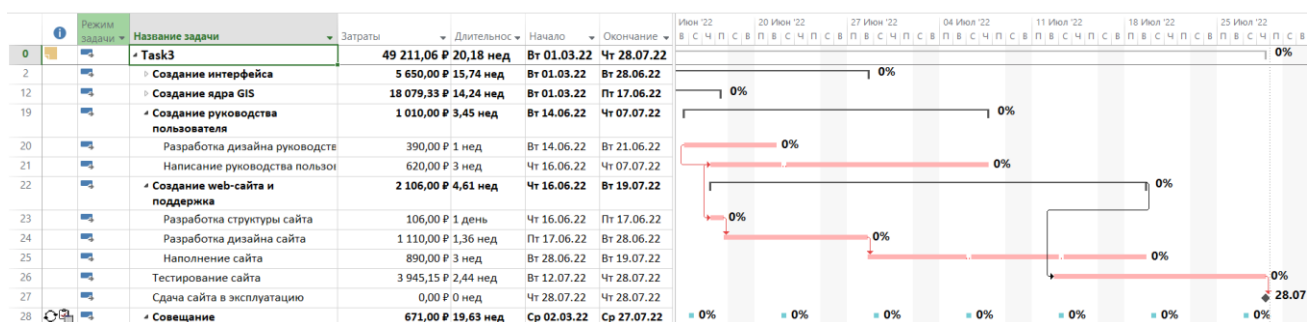 Июн '22 20 Июн '22 27 Июн '22 04 Июл '22 11 Июл '22 18 Июл '22 25 Июл '22
Режим задачи Название задачи Затраты Длительнос Начало Окончание В С Ч П С В П В С Ч П С В П В С Ч П С В П В С Ч П С В П В С Ч П С В П В С Ч П С В П В С Ч П С В
0 Task3 49 211,06 ₽ 20,18 нед Вт 01.03.22 Чт 28.07.22 0%
2 Создание интерфейса 5 650,00 ₽ 15,74 нед Вт 01.03.22 Вт 28.06.22 0%
12 Создание ядра GIS 18 079,33 ₽ 14,24 нед Вт 01.03.22 Пт 17.06.22 0%
19 Создание руководства 1 010,00 ₽ 3,45 нед Вт 14.06.22 Чт 07.07.22 0%
пользователя
20 Разработка дизайна руководств 390,00 ₽ 1 нед Вт 14.06.22 Вт 21.06.22 0%
21 Написание руководства пользо 620,00 ₽ 3 нед Чт 16.06.22 Чт 07.07.22 0%
22 Создание web-сайта и 2 106,00 ₽ 4,61 нед Чт 16.06.22 Вт 19.07.22 0%
поддержка
23 Разработка структуры сайта 106,00 ₽ 1 день Чт 16.06.22 Пт 17.06.22 0%
24 Разработка дизайна сайта 1 110,00 ₽ 1,36 нед Пт 17.06.22 Вт 28.06.22 0%
25 Наполнение сайта 890,00 ₽ 3 нед Вт 28.06.22 Вт 19.07.22 0%
26 Тестирование сайта 3 945,15 ₽ 2,44 нед Вт 12.07.22 Чт 28.07.22 0%
27 Сдача сайта в эксплуатацию 0,00 ₽ 0 нед Чт 28.07.22 Чт 28.07.22 28.07
28 Совещание 671,00 ₽ 19,63 нед Ср 02.03.22 Ср 27.07.22 0% 0% 0% 0% 0% 0% 0%